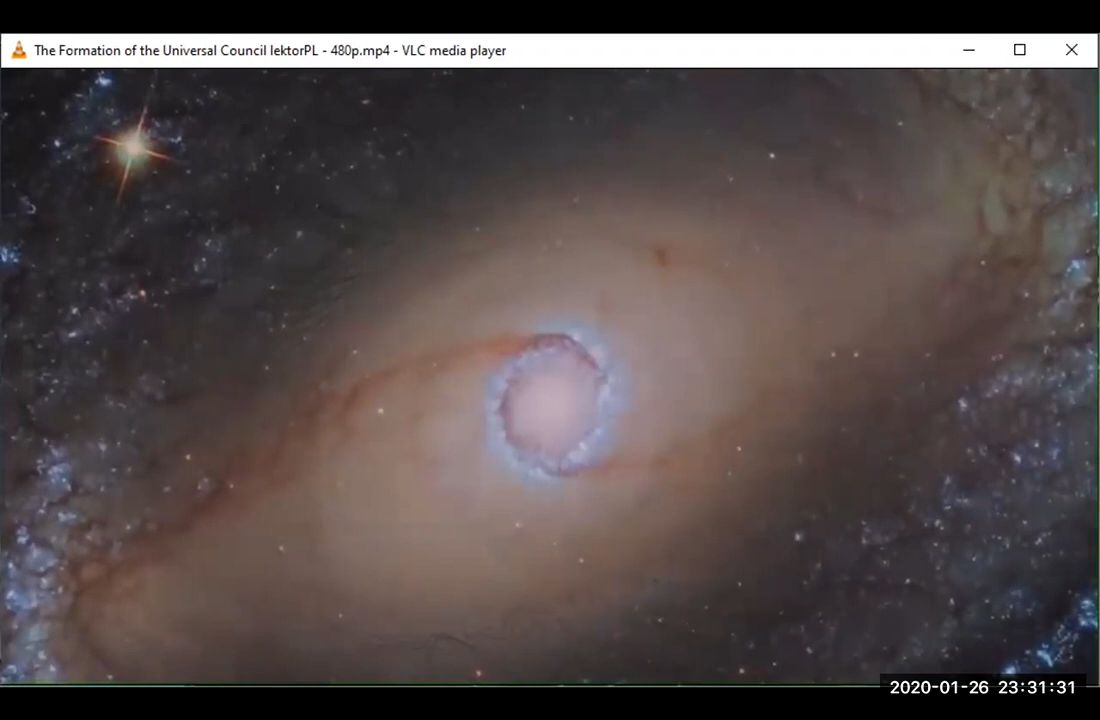 The Formation of the Universal Council lektorPL - 480p.mp4 - VLC media player
2020-01-26 23:31:31